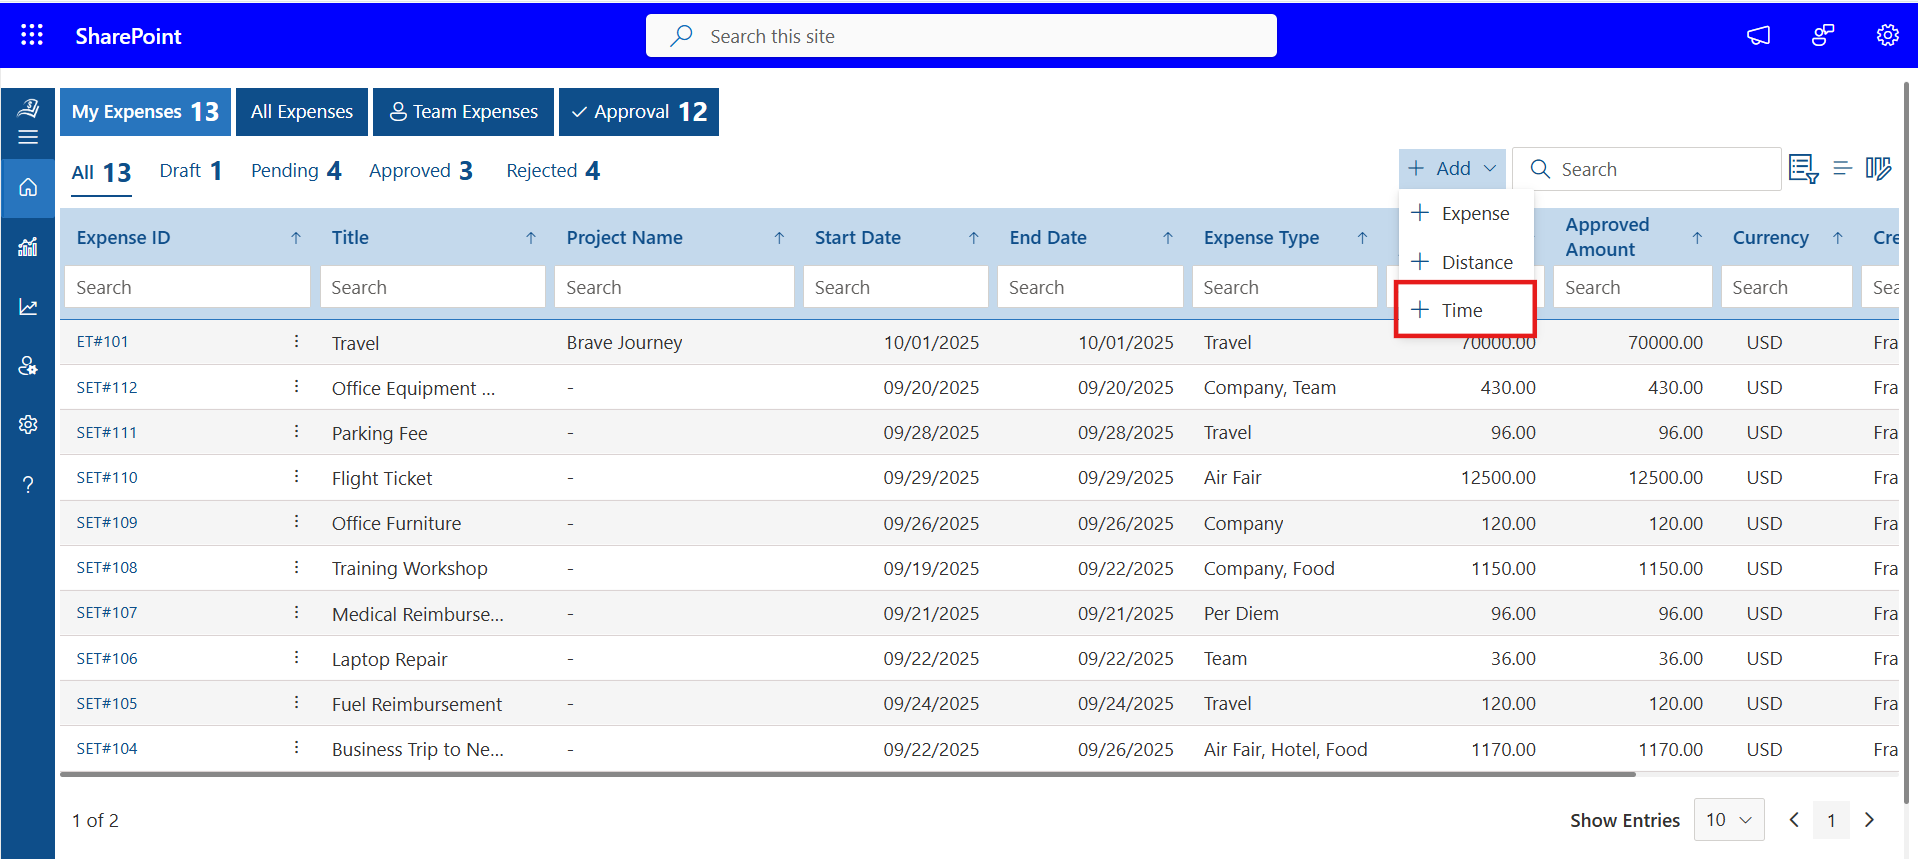 SharePoint
Search this site
My Expenses 13
All Expenses
Team Expenses
Approval 12
All 13
Draft 1
Pending 4
Approved 3
Rejected 4
+ Add
Search
+ Expense
+ Distance
+ Time
Expense ID
Title
Project Name
Start Date
End Date
Expense Type
Approved
Amount
Currency
Cre
Search
Search
Search
Search
Search
Search
Search
Search
Sea
ET#101 Travel Brave Journey 10/01/2025 10/01/2025 Travel 70000.00 70000.00 USD Fra
SET#112 Office Equipment ... - 09/20/2025 09/20/2025 Company, Team 430.00 430.00 USD Fra
SET#111 Parking Fee - 09/28/2025 09/28/2025 Travel 96.00 96.00 USD Fra
SET#110 Flight Ticket - 09/29/2025 09/29/2025 Air Fair 12500.00 12500.00 USD Fra
SET#109 Office Furniture - 09/26/2025 09/26/2025 Company 120.00 120.00 USD Fra
SET#108 Training Workshop - 09/19/2025 09/22/2025 Company, Food 1150.00 1150.00 USD Fra
SET#107 Medical Reimburse... - 09/21/2025 09/21/2025 Per Diem 96.00 96.00 USD Fra
SET#106 Laptop Repair - 09/22/2025 09/22/2025 Team 36.00 36.00 USD Fra
SET#105 Fuel Reimbursement - 09/24/2025 09/24/2025 Travel 120.00 120.00 USD Fra
SET#104 Business Trip to Ne... - 09/22/2025 09/26/2025 Air Fair, Hotel, Food 1170.00 1170.00 USD Fra
1 of 2
Show Entries 10
1